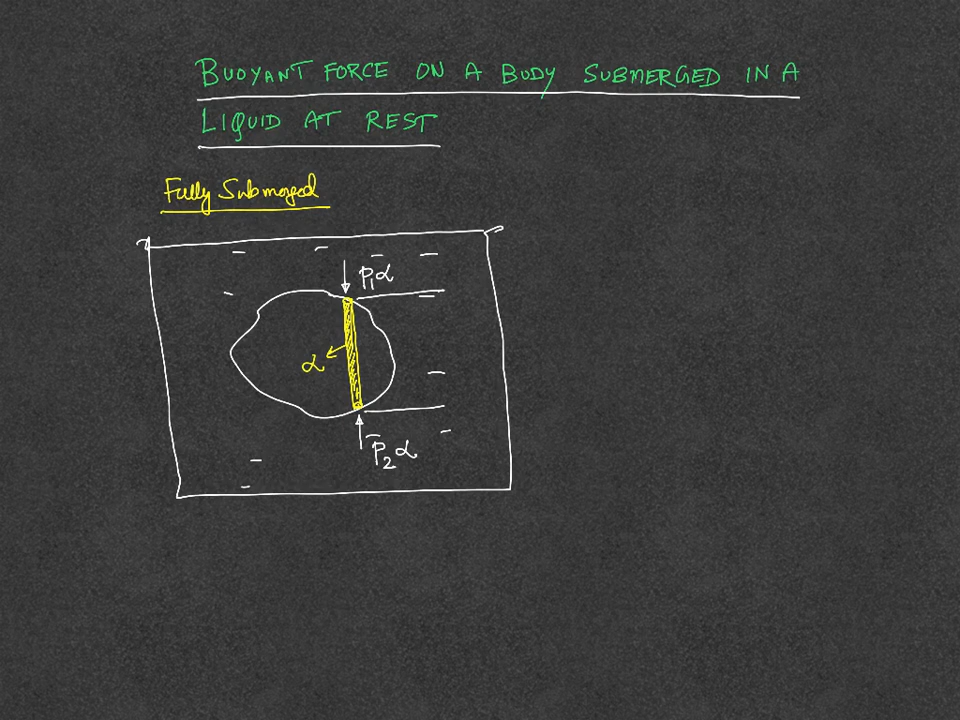 BUOYANT FORCE ON A BODY SUBMERGED IN A
LIQUID AT REST
Fully Submerged
p₁α
α
p₂α